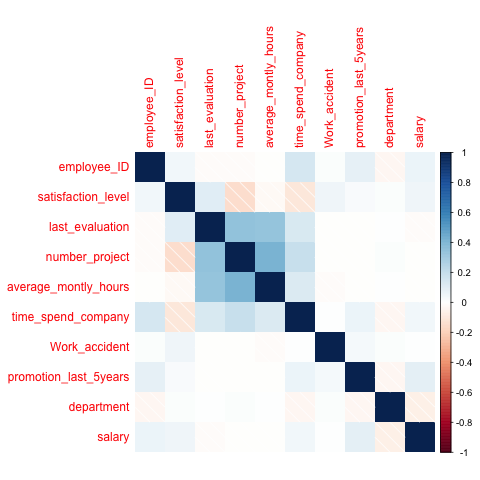 employee_ID
satisfaction_level
last_evaluation
number_project
average_montly_hours
time_spend_company
Work_accident
promotion_last_5years
department
salary
employee_ID
satisfaction_level
last_evaluation
number_project
average_montly_hours
time_spend_company
Work_accident
promotion_last_5years
department
salary
1
0.8
0.6
0.4
0.2
0
-0.2
-0.4
-0.6
-0.8
-1